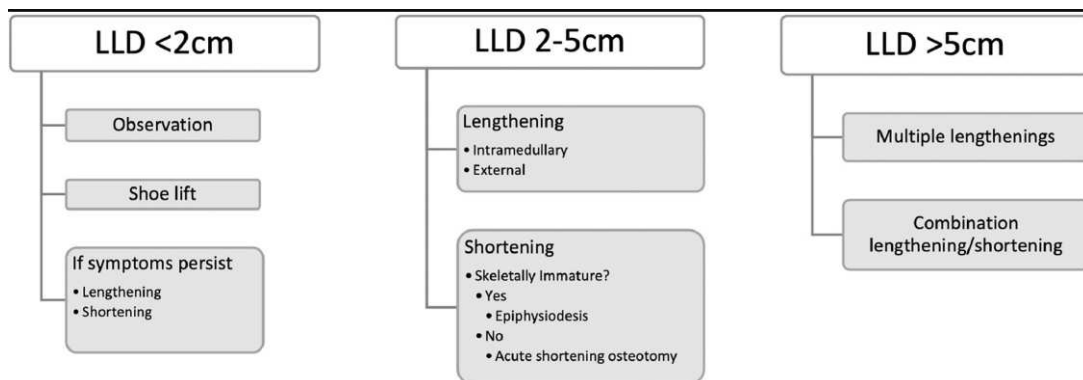 LLD <2cm
Observation
Shoe lift
If symptoms persist
• Lengthening
• Shortening
LLD 2-5cm
Lengthening
• Intramedullary
• External
Shortening
• Skeletally Immature?
• Yes
• Epiphysiodesis
• No
• Acute shortening osteotomy
LLD >5cm
Multiple lengthenings
Combination
lengthening/shortening